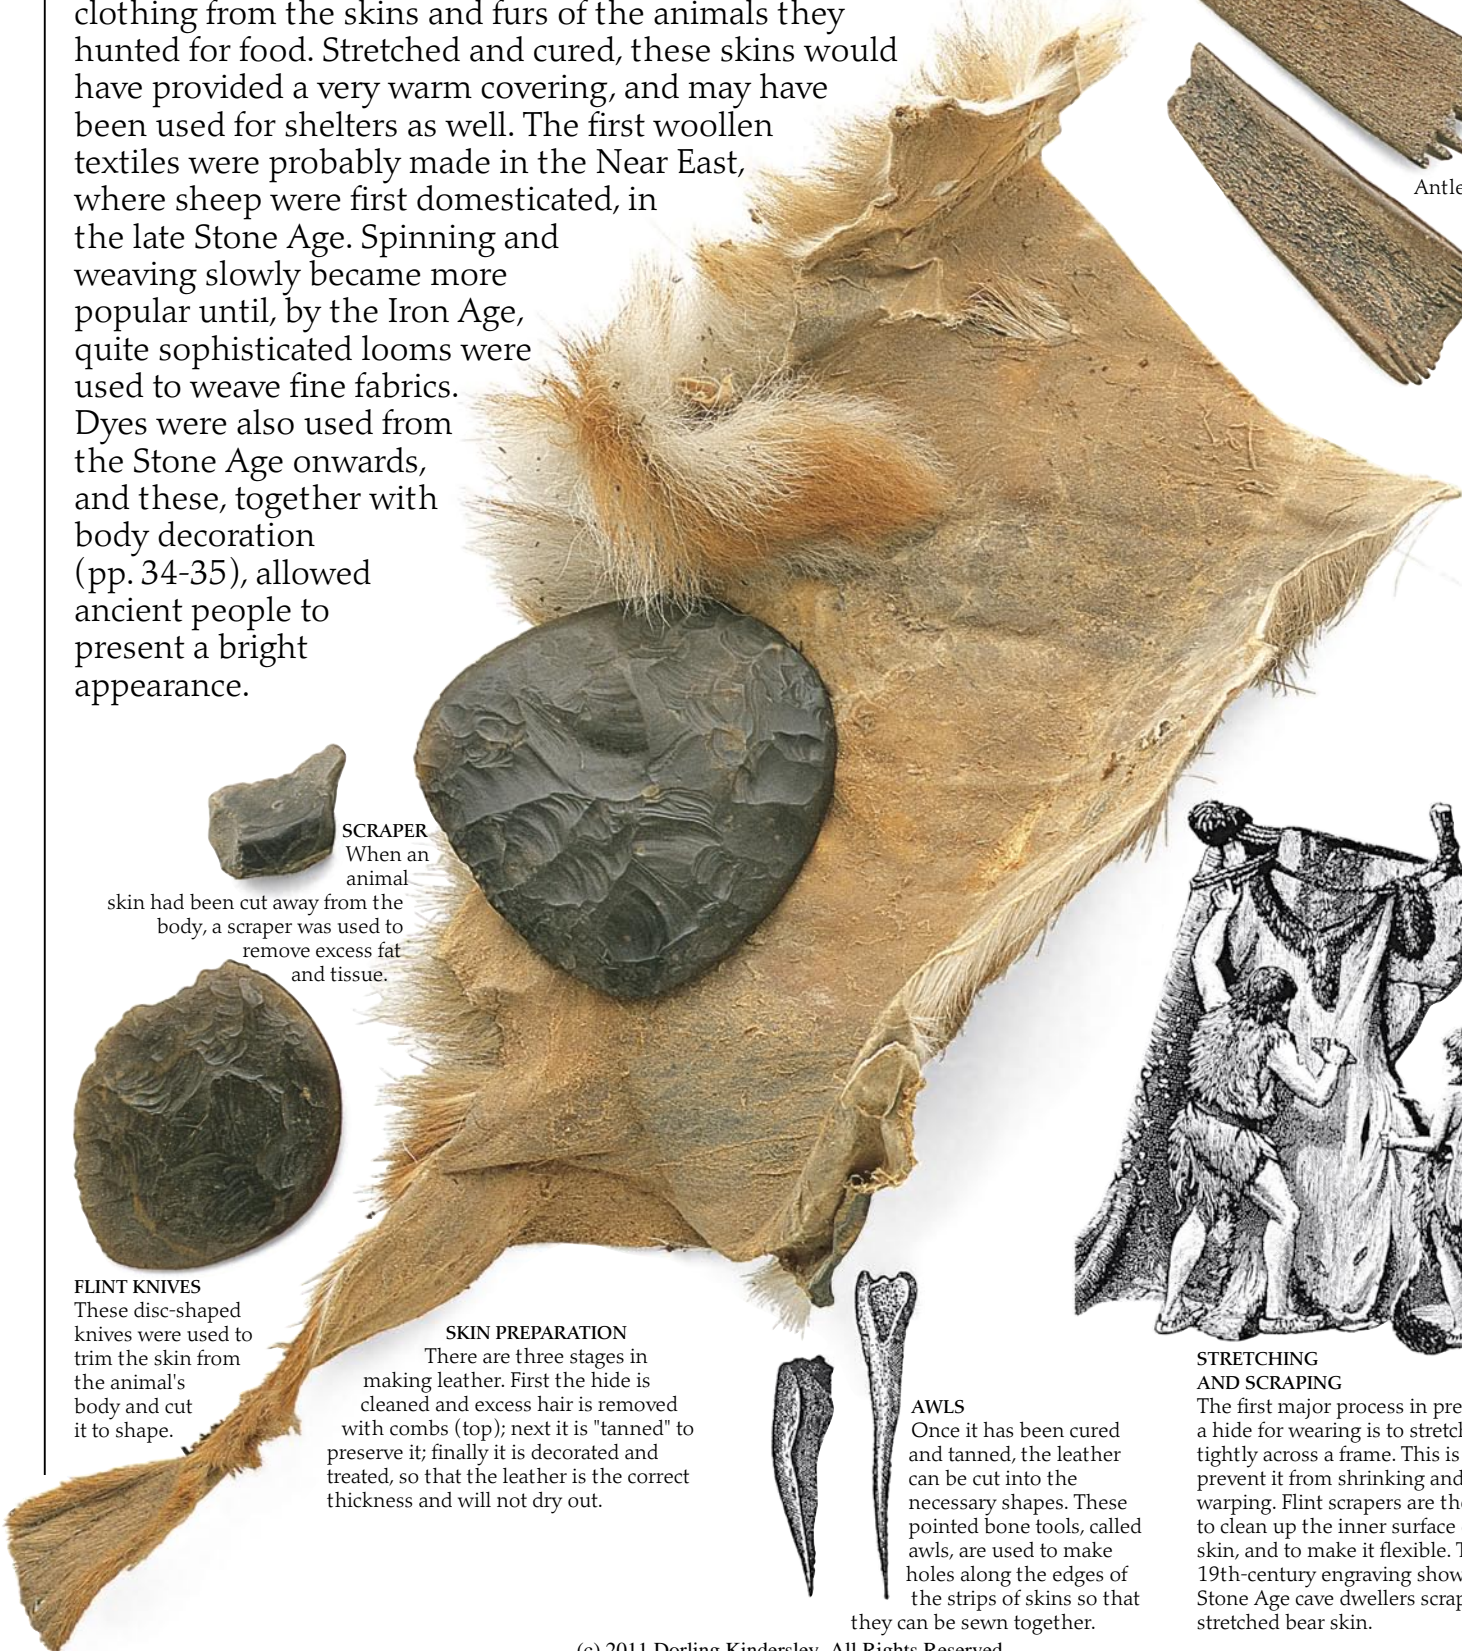 clothing from the skins and furs of the animals they
hunted for food. Stretched and cured, these skins would
have provided a very warm covering, and may have
been used for shelters as well. The first woollen
textiles were probably made in the Near East,
where sheep were first domesticated, in
the late Stone Age. Spinning and
weaving slowly became more
popular until, by the Iron Age,
quite sophisticated looms were
used to weave fine fabrics.
Dyes were also used from
the Stone Age onwards,
and these, together with
body decoration
(pp. 34-35), allowed
ancient people to
present a bright
appearance.
Antle
SCRAPER
When an
animal
skin had been cut away from the
body, a scraper was used to
remove excess fat
and tissue.
FLINT KNIVES
These disc-shaped
knives were used to
trim the skin from
the animal's
body and cut
it to shape.
SKIN PREPARATION
There are three stages in
making leather. First the hide is
cleaned and excess hair is removed
with combs (top); next it is "tanned" to
preserve it; finally it is decorated and
treated, so that the leather is the correct
thickness and will not dry out.
AWLS
Once it has been cured
and tanned, the leather
can be cut into the
necessary shapes. These
pointed bone tools, called
awls, are used to make
holes along the edges of
the strips of skins so that
they can be sewn together.
STRETCHING
AND SCRAPING
The first major process in pre
a hide for wearing is to stretc
tightly across a frame. This is
prevent it from shrinking and
warping. Flint scrapers are the
to clean up the inner surface
skin, and to make it flexible. T
19th-century engraving show
Stone Age cave dwellers scrap
stretched bear skin.
(c) 2011 Dorling Kindersley. All Rights Reserved.